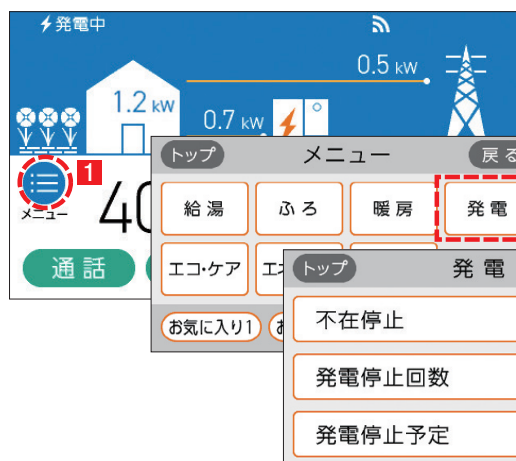 発電中
0.5 kW
1.2 kW
0.7 kW
1
メニュー
40
通話
トップ
メニュー
戻る
給湯
ふろ
暖房
発電
エコ・ケア
お気に入り1
トップ
発電
不在停止
発電停止回数
発電停止予定